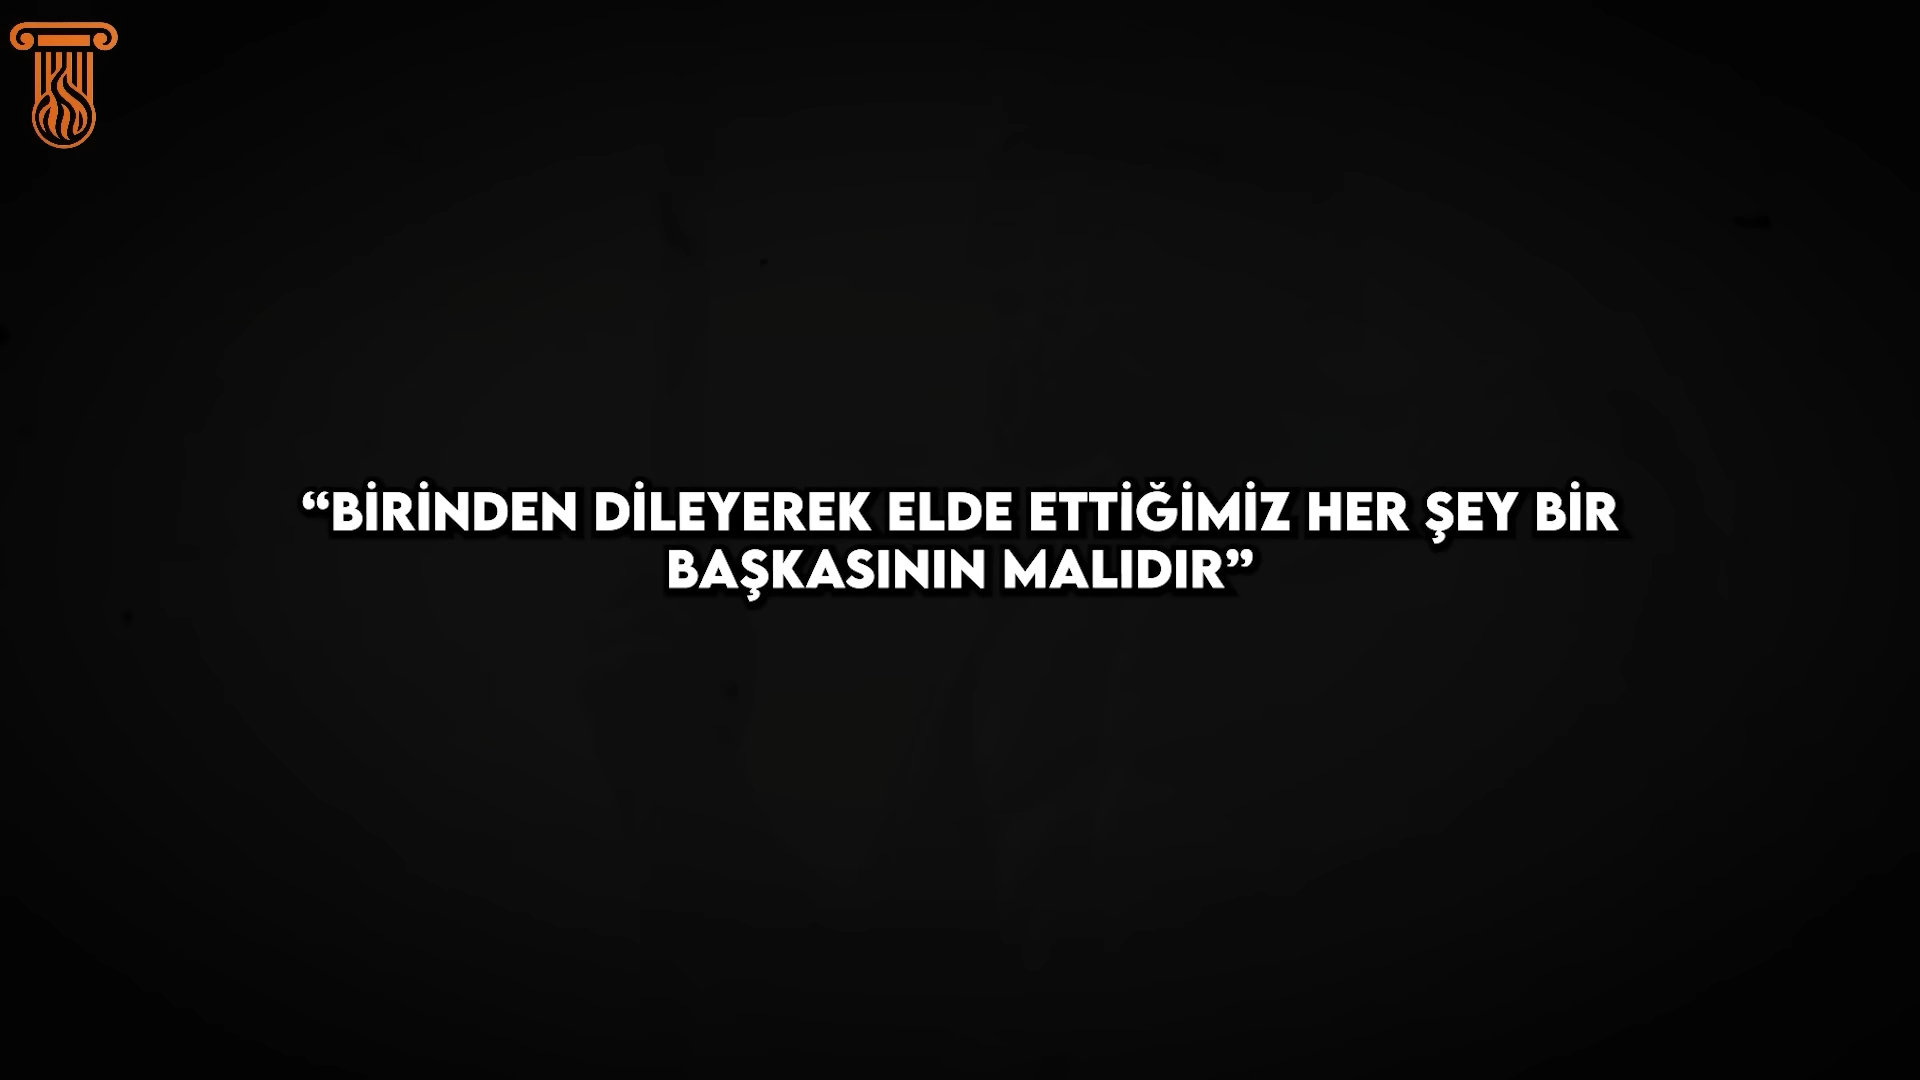 “BİRİNDEN DİLEYEREK ELDE ETTİĞİMİZ HER ŞEY BİR
BAŞKASININ MALIDIR”